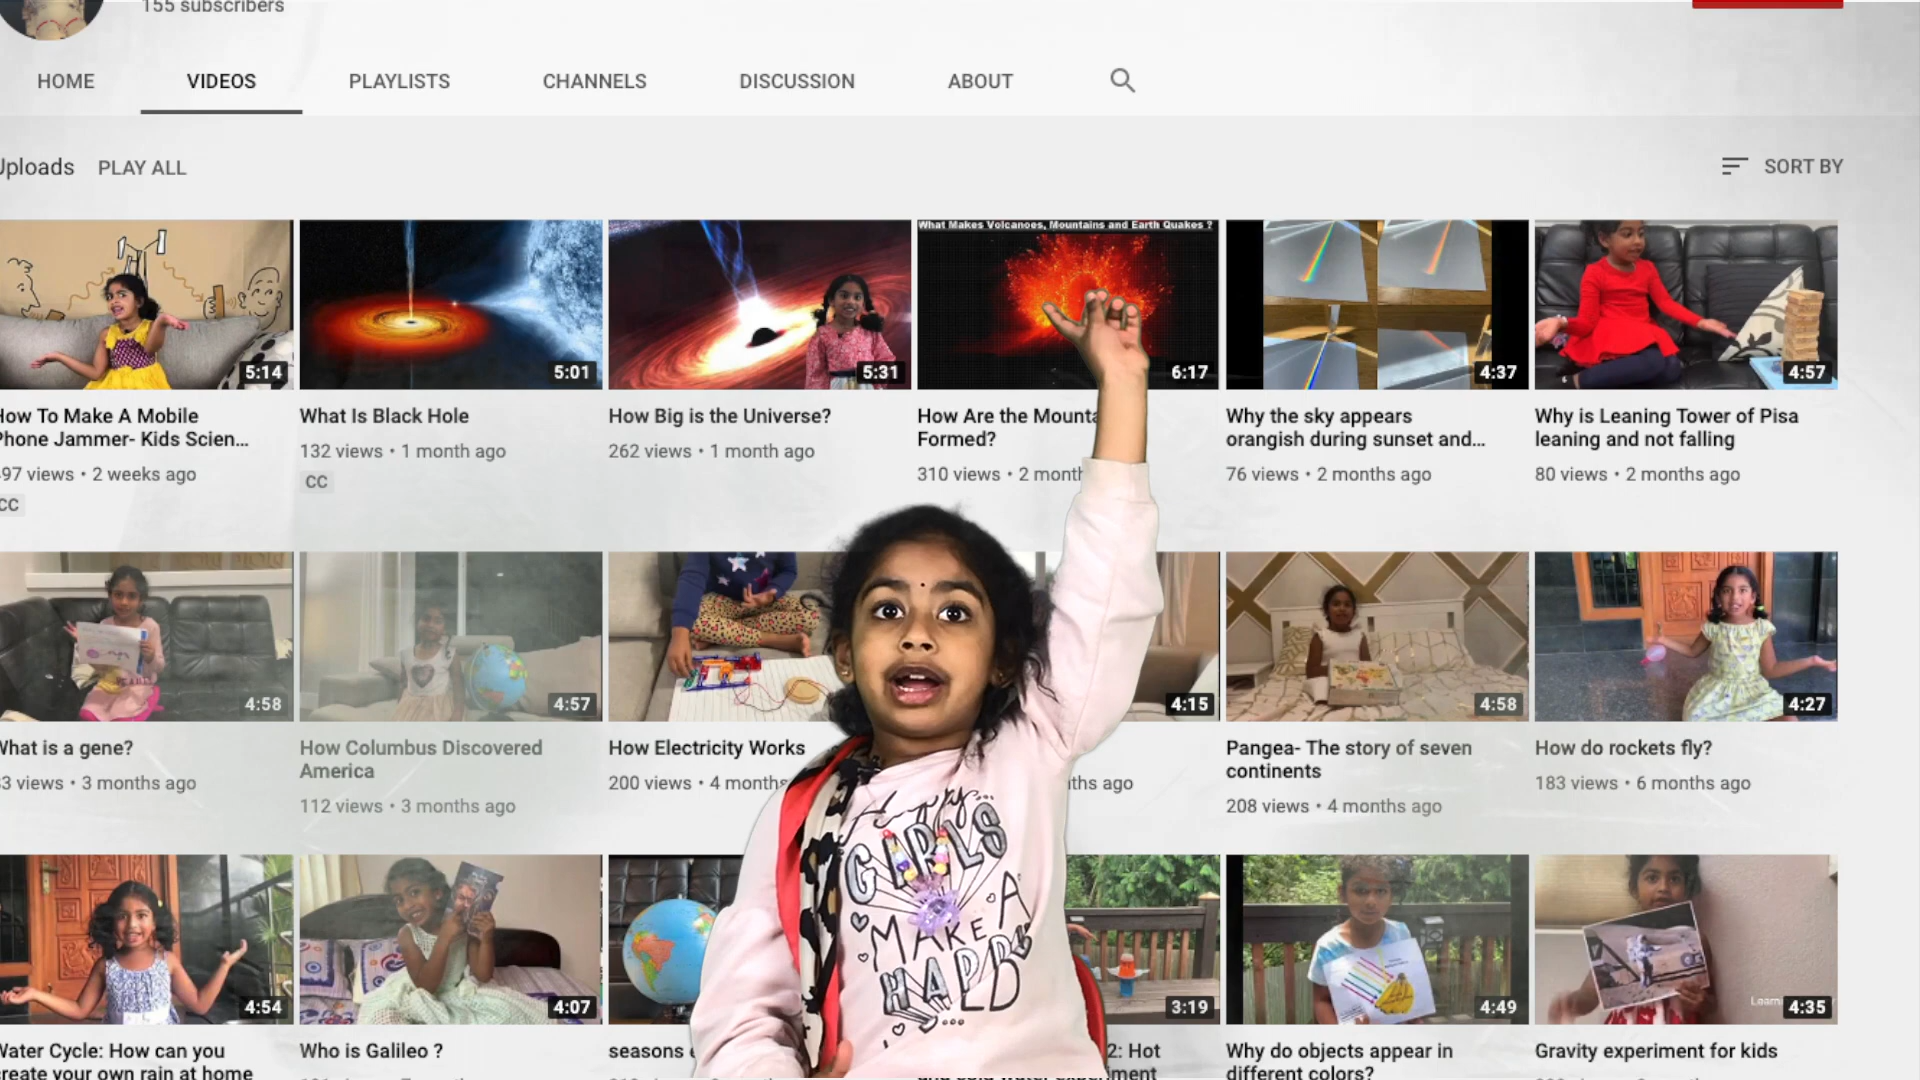 155 subscribers
HOME VIDEOS PLAYLISTS CHANNELS DISCUSSION ABOUT
Uploads PLAY ALL SORT BY
What Makes Volcanoes, Mountains and Earth Quakes ?
5:14 5:01 5:31 6:17 4:37 4:57
How To Make A Mobile
Phone Jammer- Kids Scien...
97 views • 2 weeks ago
CC
What Is Black Hole
132 views • 1 month ago
CC
How Big is the Universe?
262 views • 1 month ago
How Are the Mounta
Formed?
310 views • 2 month
Why the sky appears
orangish during sunset and...
76 views • 2 months ago
Why is Leaning Tower of Pisa
leaning and not falling
80 views • 2 months ago
4:58 4:57 4:15 4:58 4:27
What is a gene?
3 views • 3 months ago
How Columbus Discovered
America
112 views • 3 months ago
How Electricity Works
200 views • 4 months
ths ago
Pangea- The story of seven
continents
208 views • 4 months ago
How do rockets fly?
183 views • 6 months ago
GIRLS
MAKE A
4:54 4:07 3:19 4:49 4:35
Water Cycle: How can you
create your own rain at home
Who is Galileo ?
seasons
2: Hot
Why do objects appear in
different colors?
Gravity experiment for kids